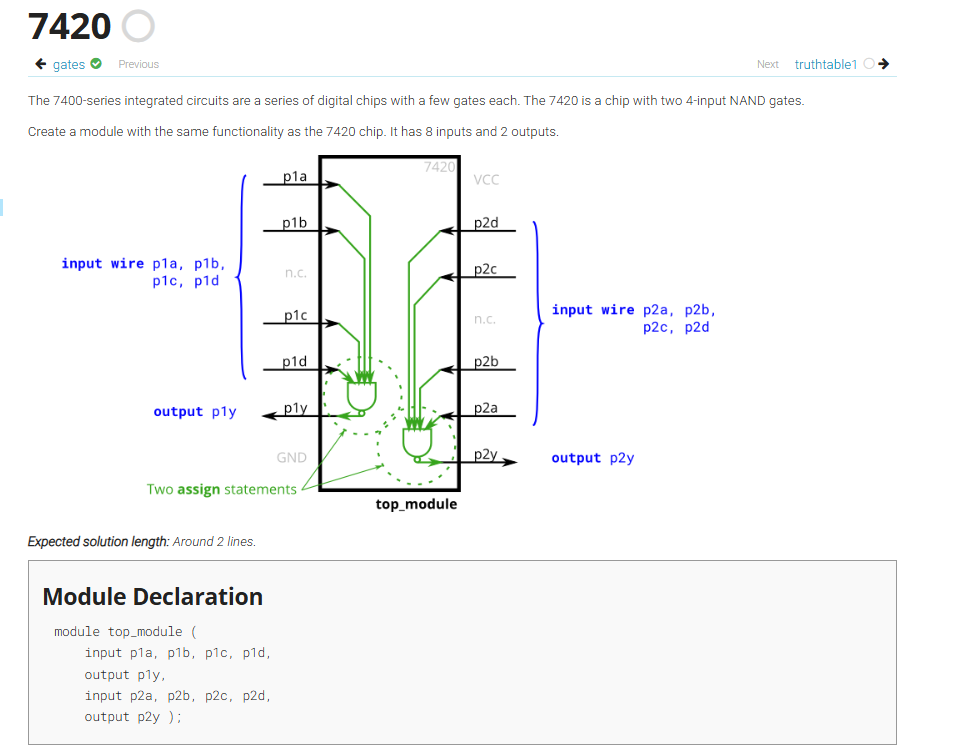 7420
gates Previous Next truthtable1
The 7400-series integrated circuits are a series of digital chips with a few gates each. The 7420 is a chip with two 4-input NAND gates.
Create a module with the same functionality as the 7420 chip. It has 8 inputs and 2 outputs.
7420
p1a
VCC
p1b
p2d
input wire p1a, p1b,
p1c, p1d
n.c.
p2c
p1c
n.c.
input wire p2a, p2b,
p2c, p2d
p1d
p2b
output p1y
p1y
p2a
GND
p2y
output p2y
Two assign statements
top_module
Expected solution length: Around 2 lines.
Module Declaration
module top_module (
input p1a, p1b, p1c, p1d,
output p1y,
input p2a, p2b, p2c, p2d,
output p2y );